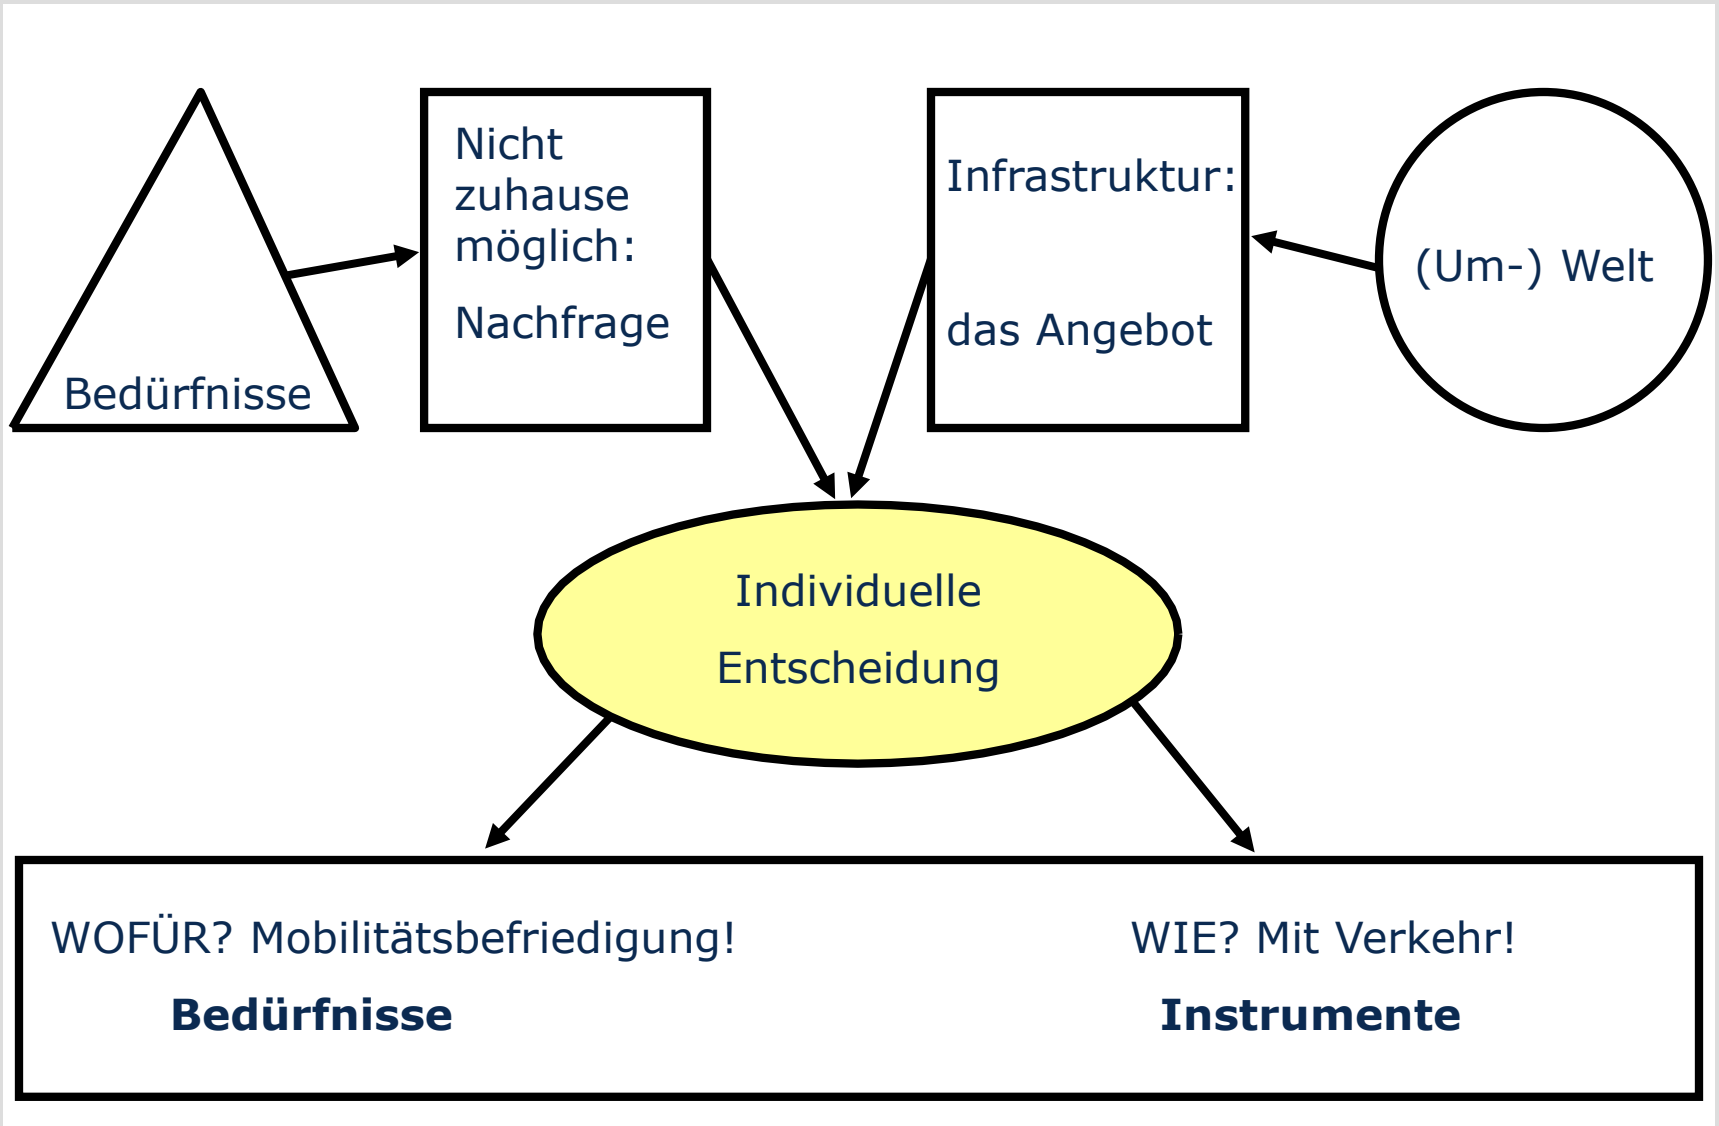 Bedürfnisse
Nicht
zuhause
möglich:
Nachfrage
Infrastruktur:
das Angebot
(Um-) Welt
Individuelle
Entscheidung
WOFÜR? Mobilitätsbefriedigung!
Bedürfnisse
WIE? Mit Verkehr!
Instrumente